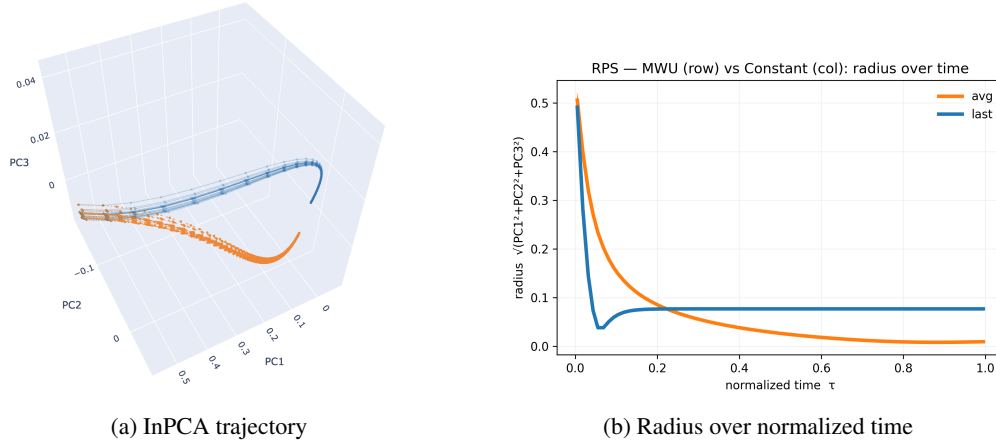 0.04
0.02
PC3
0
−0.1
PC2
0
0.5
0.4
0.3
0.2
0.1
0
PC1
(a) InPCA trajectory
RPS — MWU (row) vs Constant (col): radius over time
avg
last
radius √(PC1²+PC2²+PC3²)
0.5
0.4
0.3
0.2
0.1
0.0
0.0 0.2 0.4 0.6 0.8 1.0
normalized time τ
(b) Radius over normalized time